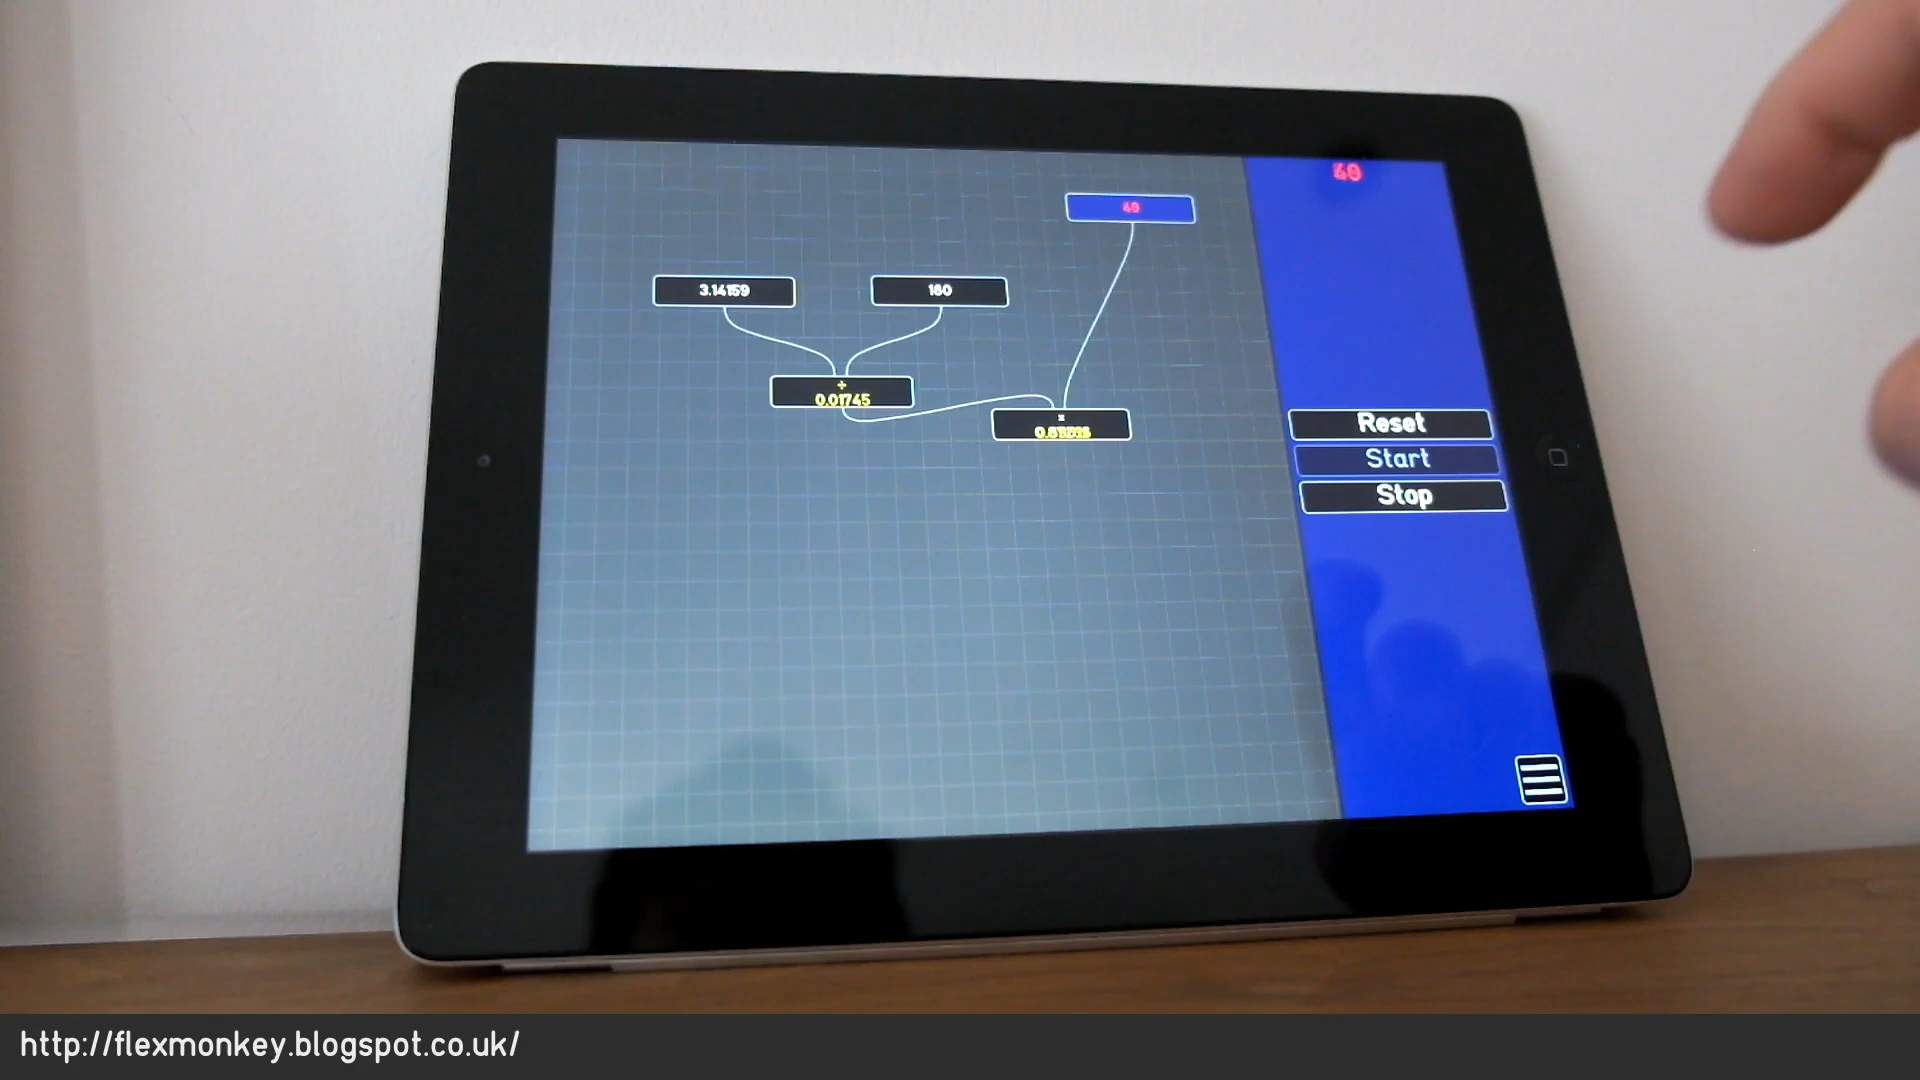 40
40
3.14159
180
÷
0.01745
×
Reset
Start
Stop
http://flexmonkey.blogspot.co.uk/